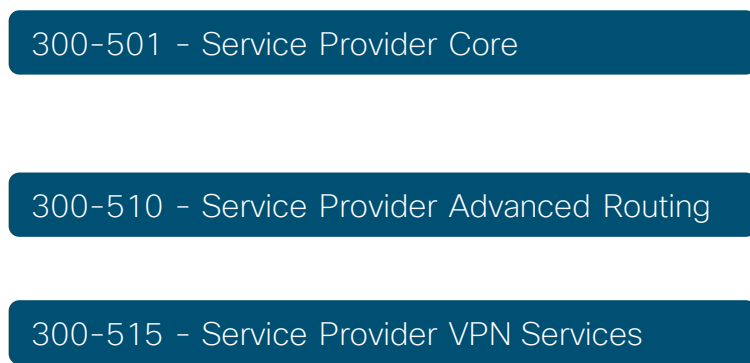 300-501 - Service Provider Core
300-510 - Service Provider Advanced Routing
300-515 - Service Provider VPN Services